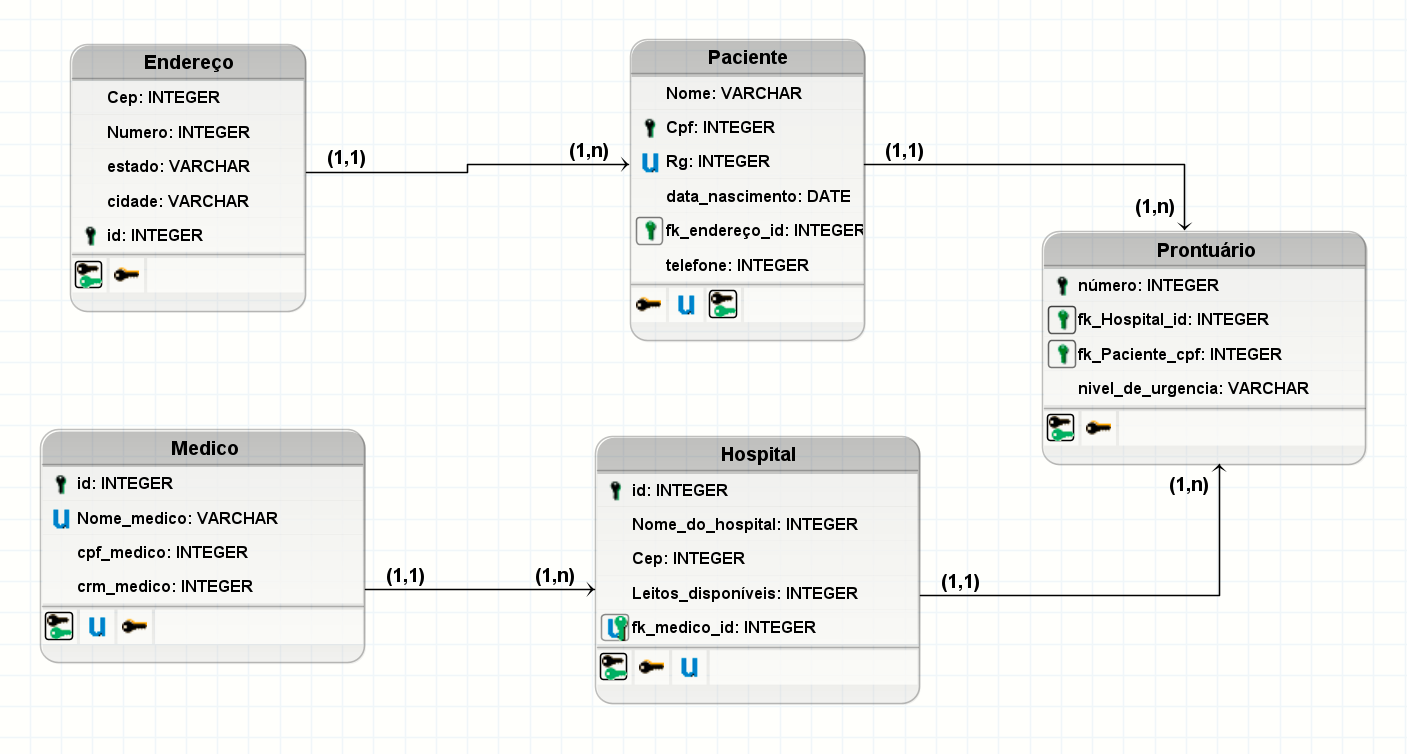 Endereço
Cep: INTEGER
Numero: INTEGER
estado: VARCHAR
cidade: VARCHAR
id: INTEGER
(1,1)
(1,n)
Paciente
Nome: VARCHAR
Cpf: INTEGER
U Rg: INTEGER
data_nascimento: DATE
fk_endereço_id: INTEGER
telefone: INTEGER
U
(1,1)
(1,n)
Prontuário
número: INTEGER
fk_Hospital_id: INTEGER
fk_Paciente_cpf: INTEGER
nivel_de_urgencia: VARCHAR
Medico
id: INTEGER
U Nome_medico: VARCHAR
cpf_medico: INTEGER
crm_medico: INTEGER
U
(1,1)
(1,n)
Hospital
id: INTEGER
Nome_do_hospital: INTEGER
Cep: INTEGER
Leitos_disponíveis: INTEGER
U fk_medico_id: INTEGER
U
(1,1)
(1,n)